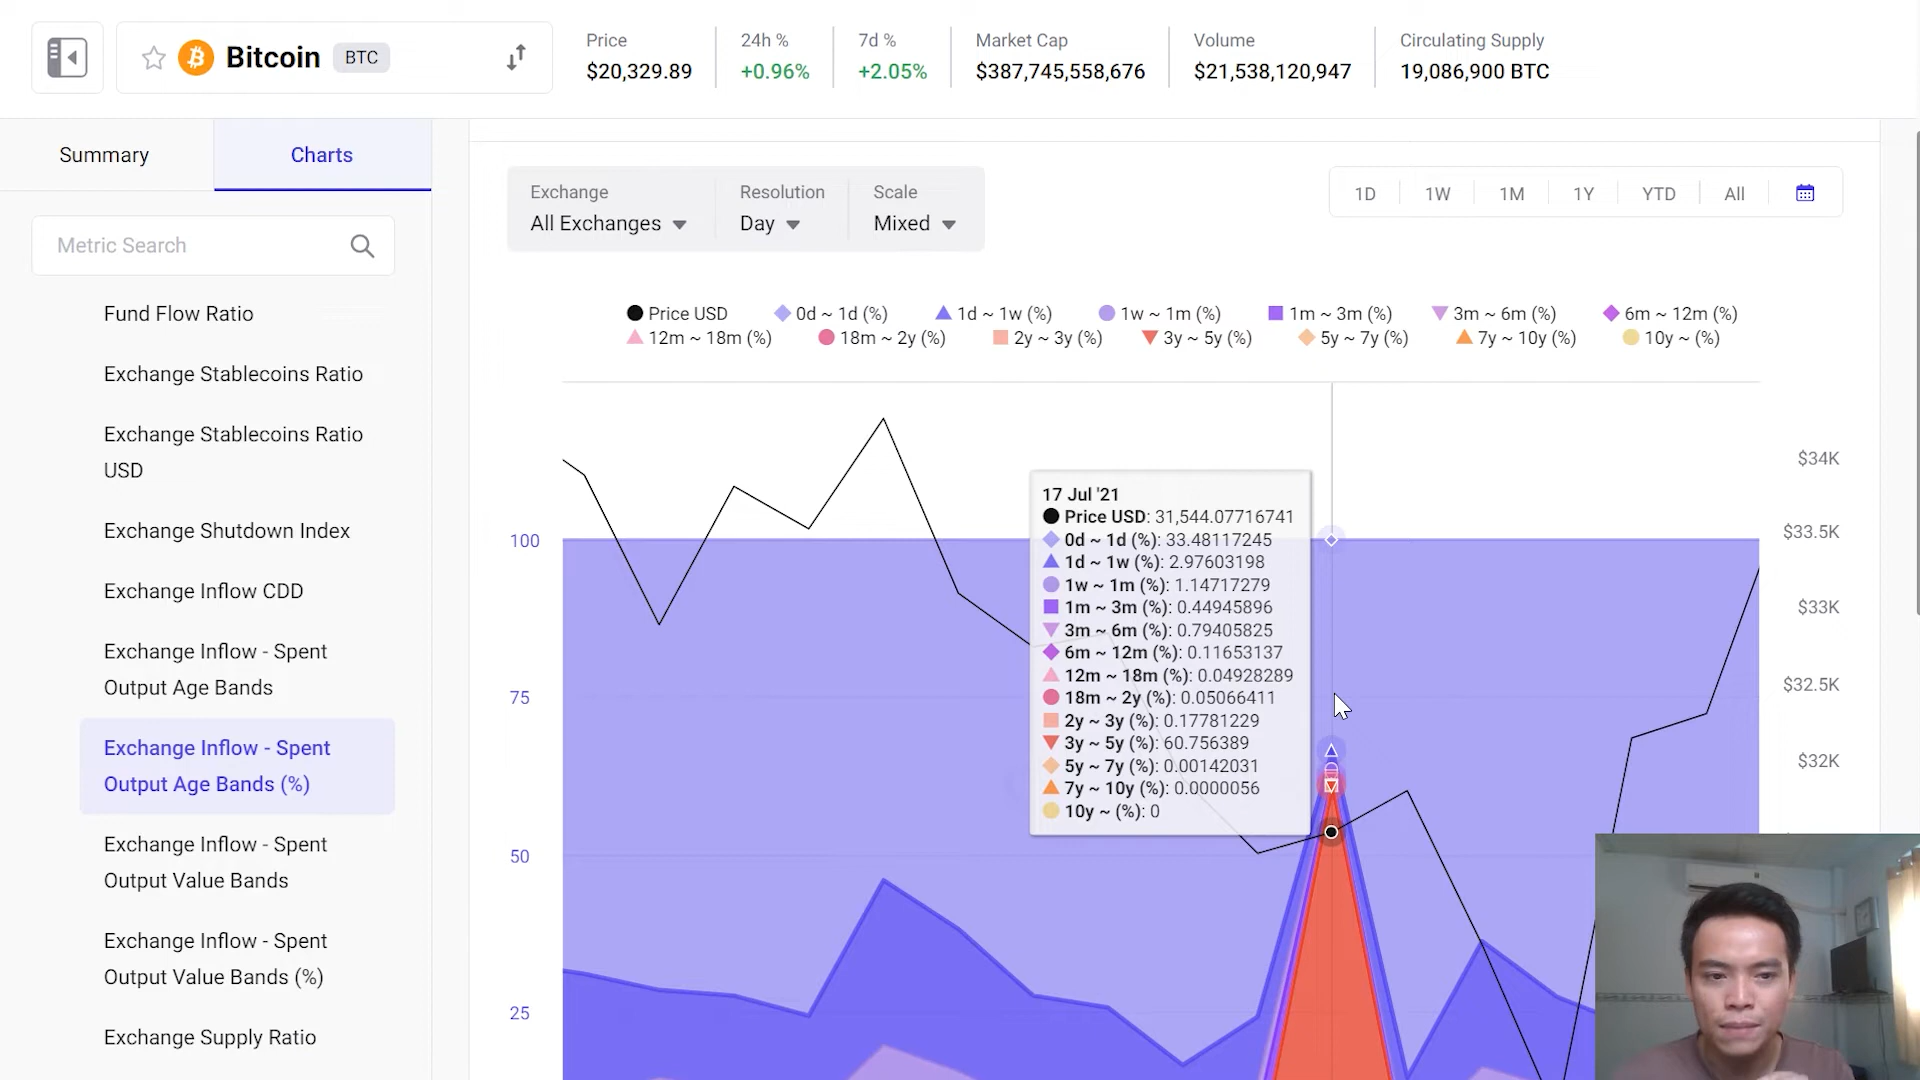 Bitcoin BTC
Price
$20,329.89
24h %
+0.96%
7d %
+2.05%
Market Cap
$387,745,558,676
Volume
$21,538,120,947
Circulating Supply
19,086,900 BTC
Summary
Charts
Metric Search
Fund Flow Ratio
Exchange Stablecoins Ratio
Exchange Stablecoins Ratio
USD
Exchange Shutdown Index
Exchange Inflow CDD
Exchange Inflow - Spent
Output Age Bands
Exchange Inflow - Spent
Output Age Bands (%)
Exchange Inflow - Spent
Output Value Bands
Exchange Inflow - Spent
Output Value Bands (%)
Exchange Supply Ratio
Exchange
All Exchanges
Resolution
Day
Scale
Mixed
1D 1W 1M 1Y YTD All
Price USD 0d ~ 1d (%) 1d ~ 1w (%) 1w ~ 1m (%) 1m ~ 3m (%) 3m ~ 6m (%) 6m ~ 12m (%)
12m ~ 18m (%) 18m ~ 2y (%) 2y ~ 3y (%) 3y ~ 5y (%) 5y ~ 7y (%) 7y ~ 10y (%) 10y ~ (%)
100
75
50
25
17 Jul '21
Price USD: 31,544.07716741
0d ~ 1d (%): 33.48117245
1d ~ 1w (%): 2.97603198
1w ~ 1m (%): 1.14717279
1m ~ 3m (%): 0.44945896
3m ~ 6m (%): 0.79405825
6m ~ 12m (%): 0.11653137
12m ~ 18m (%): 0.04928289
18m ~ 2y (%): 0.05066411
2y ~ 3y (%): 0.17781229
3y ~ 5y (%): 60.756389
5y ~ 7y (%): 0.00142031
7y ~ 10y (%): 0.0000056
10y ~ (%): 0
$34K
$33.5K
$33K
$32.5K
$32K